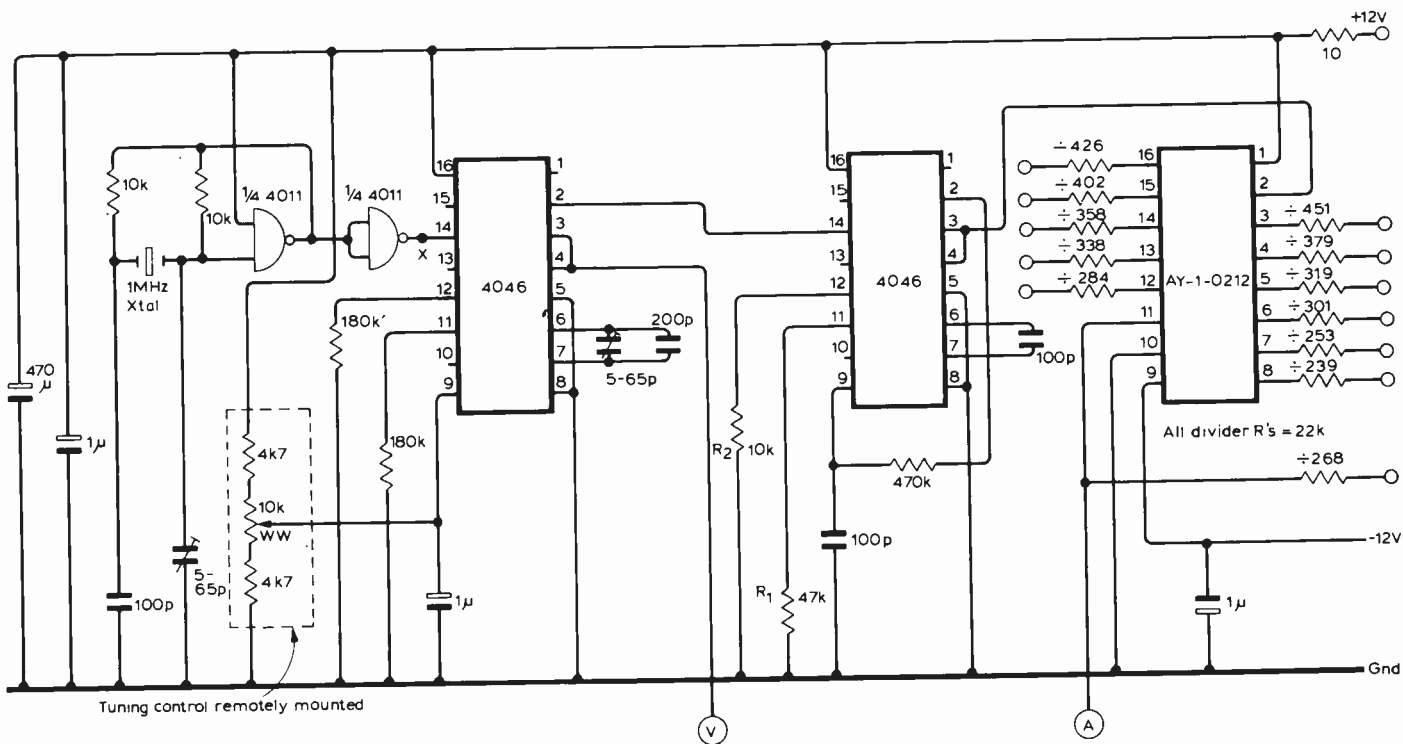 +12V
10
10k
10k
¼ 4011
¼ 4011
X
1MHz
Xtal
470
μ
1μ
100p
5-
65p
4k7
10k
WW
4k7
Tuning control remotely mounted
180k
180k
1μ
16
15
14
13
12
11
10
9
4046
1
2
3
4
5
6
7
8
200p
5-65p
V
R2 10k
R1 47k
16
15
14
13
12
11
10
9
4046
1
2
3
4
5
6
7
8
100p
470k
100p
÷426
÷402
÷358
÷338
÷284
16
15
14
13
12
11
10
9
AY-1-0212
1
2
3
4
5
6
7
8
÷451
÷379
÷319
÷301
÷253
÷239
All divider R's = 22k
÷268
-12V
1μ
Gnd
A